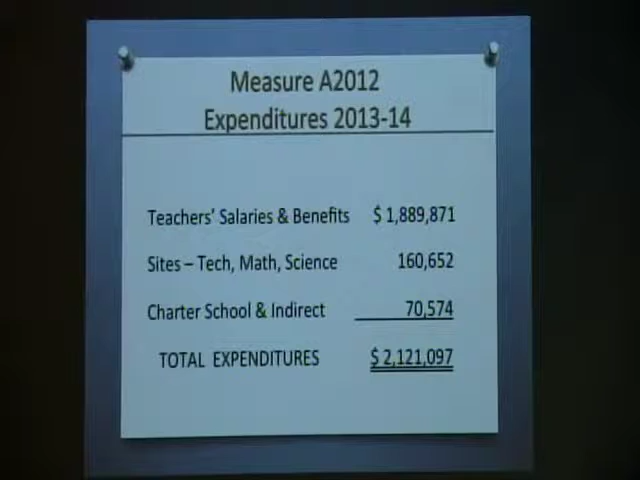 Measure A2012
Expenditures 2013-14
Teachers' Salaries & Benefits $ 1,889,871
Sites – Tech, Math, Science 160,652
Charter School & Indirect 70,574
TOTAL EXPENDITURES $ 2,121,097